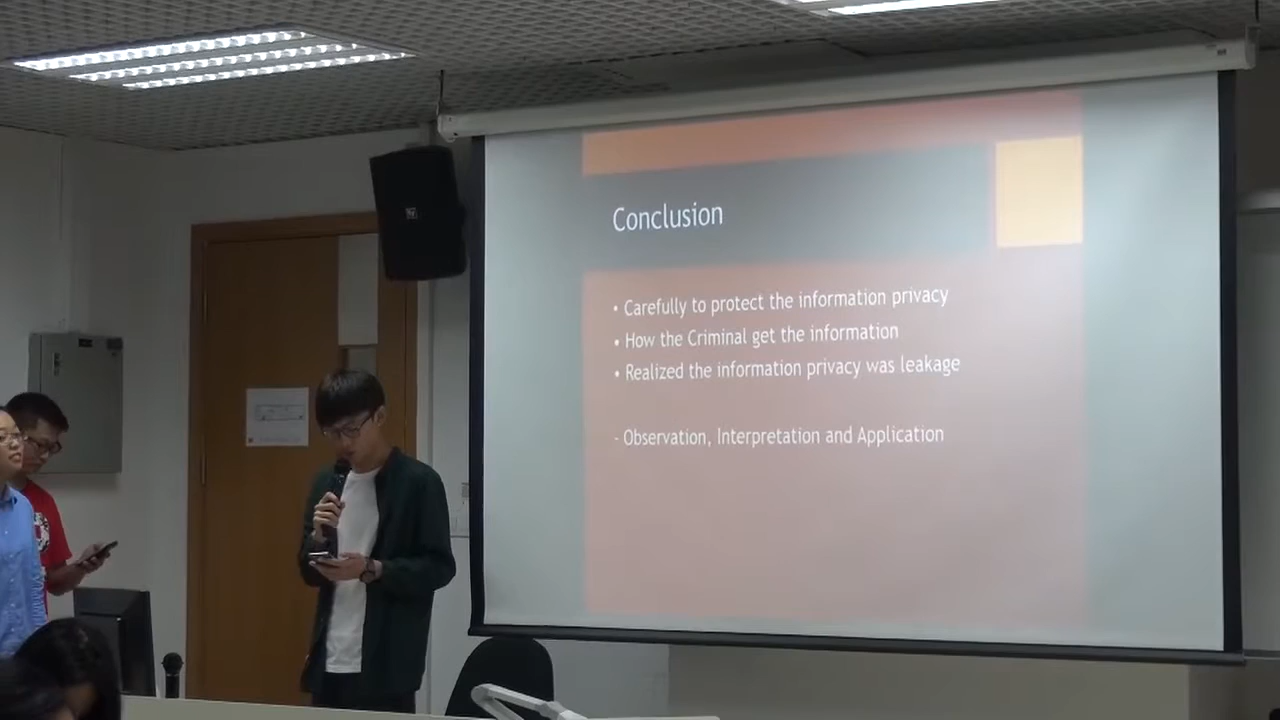 Conclusion
• Carefully to protect the information privacy
• How the Criminal get the information
• Realized the information privacy was leakage
- Observation, Interpretation and Application